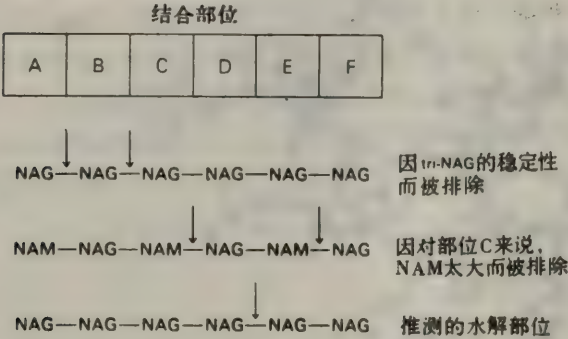 结合部位
A B C D E F
NAG—NAG—NAG—NAG—NAG—NAG
因tri-NAG的稳定性
而被排除
NAM—NAG—NAM—NAG—NAM—NAG
因对部位C来说，
NAM太大而被排除
NAG—NAG—NAG—NAG—NAG—NAG
推测的水解部位